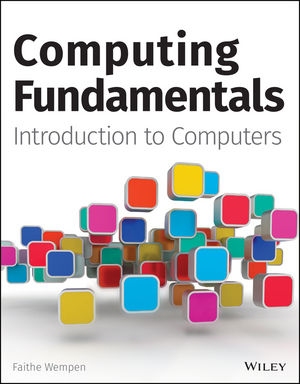 Computing
Fundamentals
Introduction to Computers
Faithe Wempen
WILEY